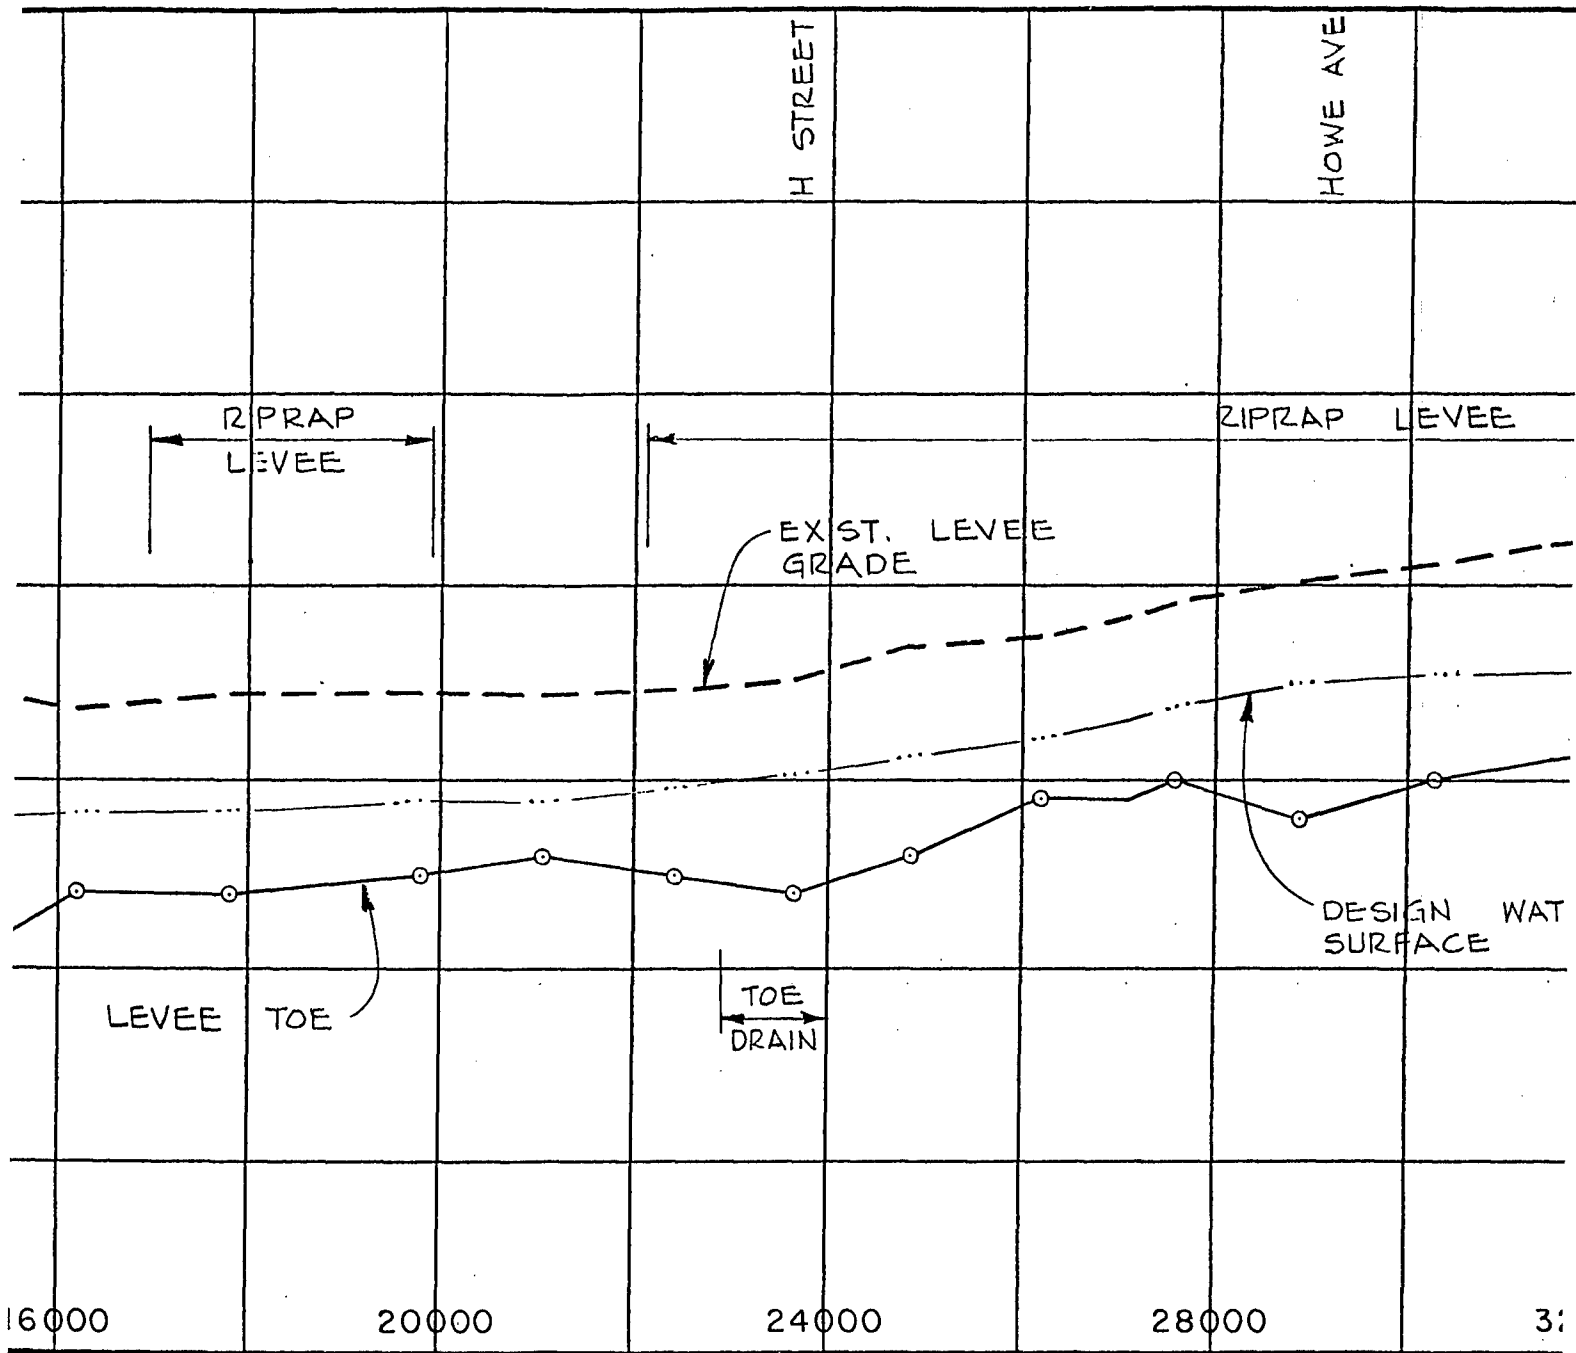 H STREET
HOWE AVE
RIPRAP
LEVEE
RIPRAP LEVEE
EXIST. LEVEE
GRADE
DESIGN WAT
SURFACE
LEVEE TOE
TOE
DRAIN
16000 20000 24000 28000 32